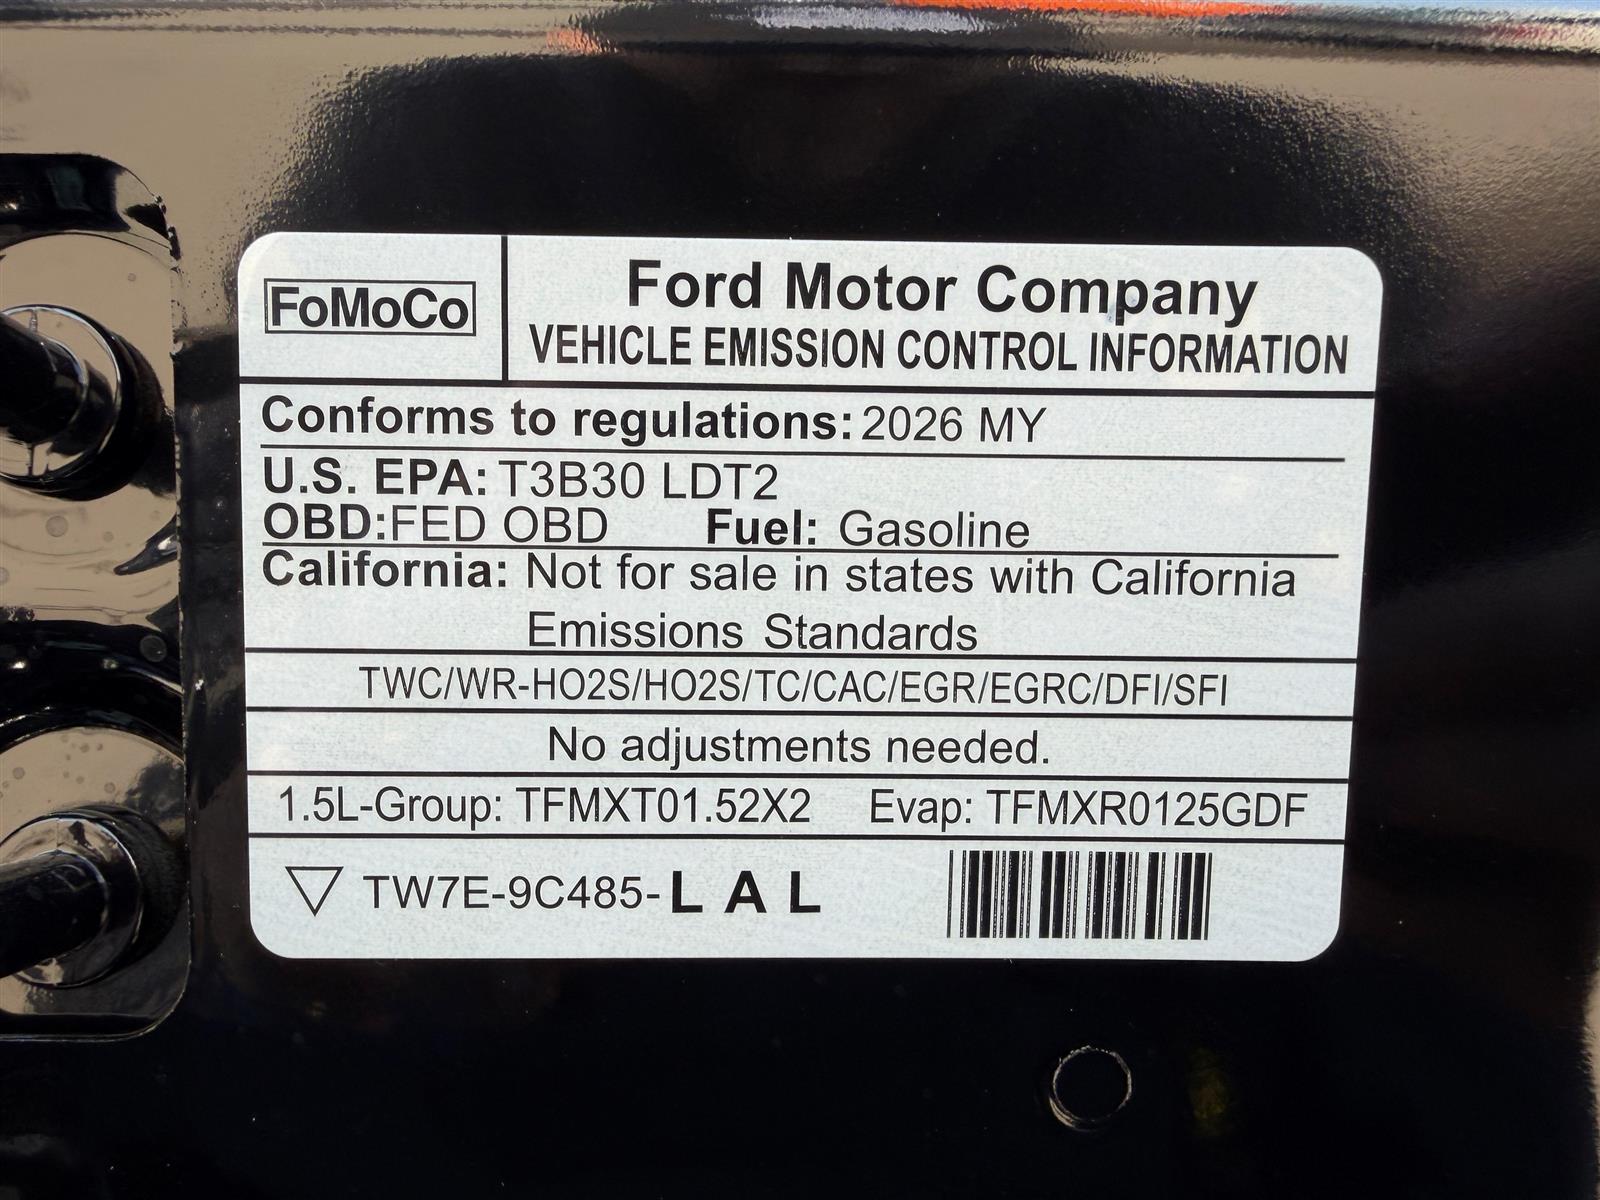 FoMoCo
Ford Motor Company
VEHICLE EMISSION CONTROL INFORMATION
Conforms to regulations: 2026 MY
U.S. EPA: T3B30 LDT2
OBD:FED OBD Fuel: Gasoline
California: Not for sale in states with California
Emissions Standards
TWC/WR-HO2S/HO2S/TC/CAC/EGR/EGRC/DFI/SFI
No adjustments needed.
1.5L-Group: TFMXT01.52X2 Evap: TFMXR0125GDF
TW7E-9C485-L A L